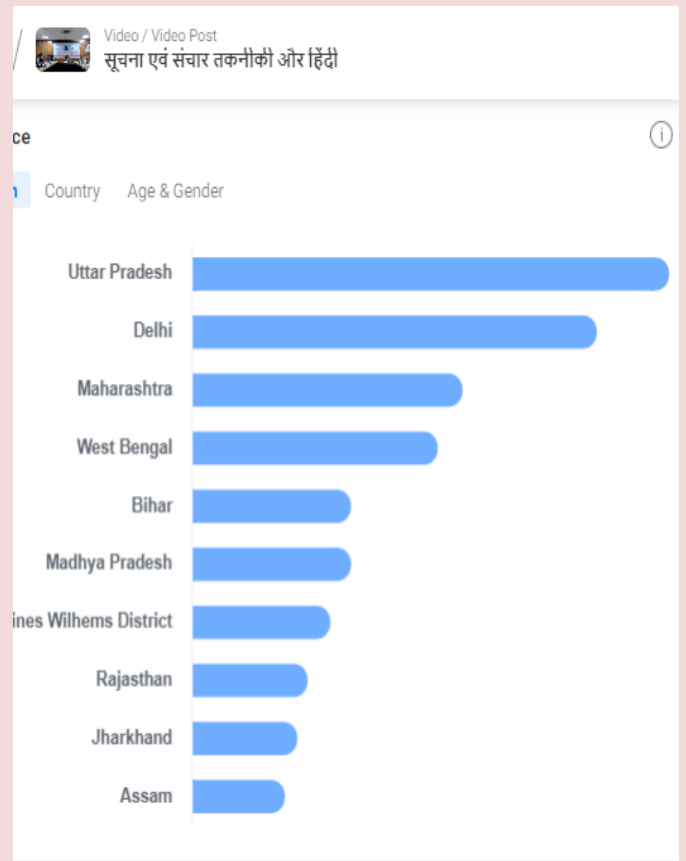 Video / Video Post
सूचना एवं संचार तकनीकी और हिंदी
ce
n
Country
Age & Gender
Uttar Pradesh
Delhi
Maharashtra
West Bengal
Bihar
Madhya Pradesh
ines Wilhems District
Rajasthan
Jharkhand
Assam